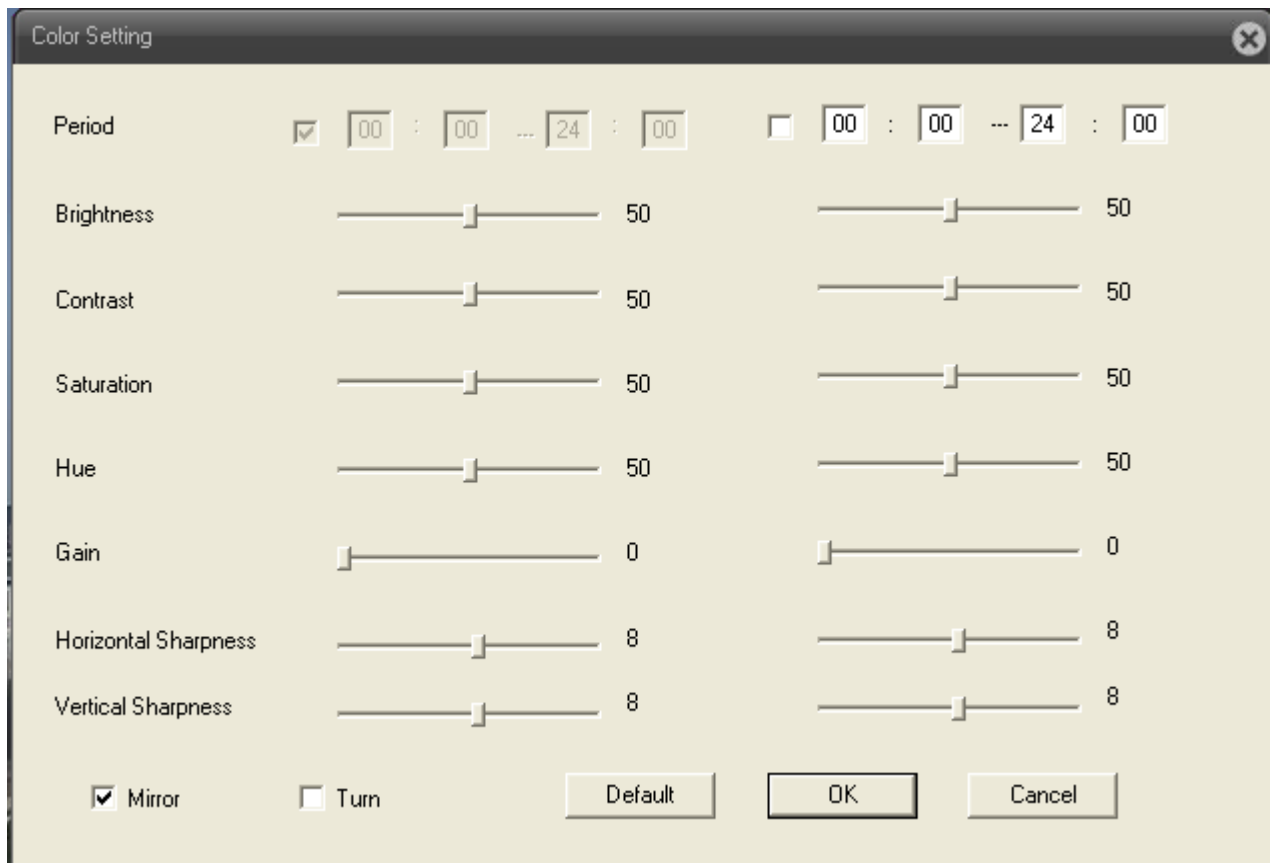 Color Setting
Period 00 : 00 --- 24 : 00 00 : 00 --- 24 : 00
Brightness 50 50
Contrast 50 50
Saturation 50 50
Hue 50 50
Gain 0 0
Horizontal Sharpness 8 8
Vertical Sharpness 8 8
Mirror Turn Default OK Cancel